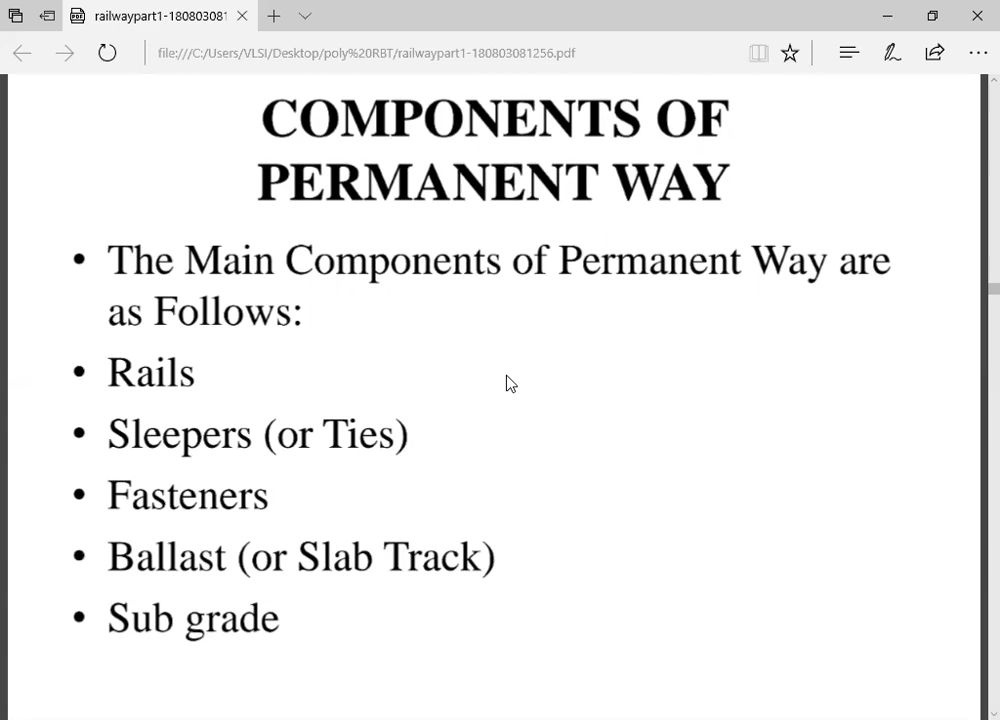 railwaypart1-180803081
file:///C:/Users/VLSI/Desktop/poly%20RBT/railwaypart1-180803081256.pdf
COMPONENTS OF
PERMANENT WAY
• The Main Components of Permanent Way are
as Follows:
• Rails
• Sleepers (or Ties)
• Fasteners
• Ballast (or Slab Track)
• Sub grade